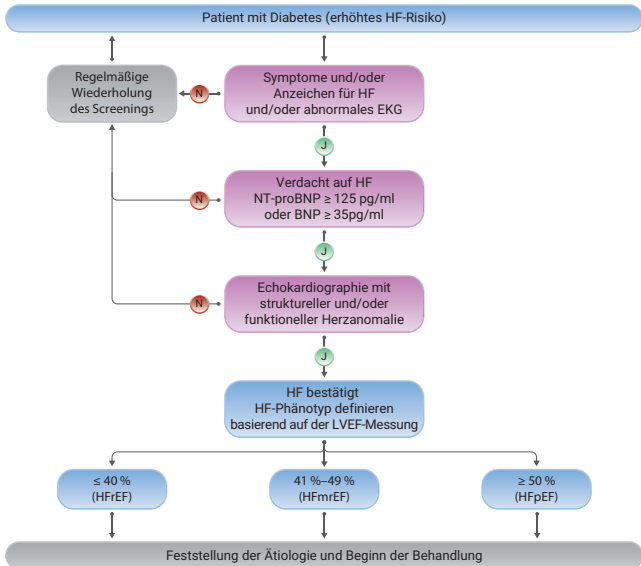 Patient mit Diabetes (erhöhtes HF-Risiko)
Regelmäßige
Wiederholung
des Screenings
N
Symptome und/oder
Anzeichen für HF
und/oder abnormales EKG
J
N
Verdacht auf HF
NT-proBNP ≥ 125 pg/ml
oder BNP ≥ 35pg/ml
J
N
Echokardiographie mit
struktureller und/oder
funktioneller Herzanomalie
J
HF bestätigt
HF-Phänotyp definieren
basierend auf der LVEF-Messung
≤ 40 %
(HFrEF)
41 %–49 %
(HFmrEF)
≥ 50 %
(HFpEF)
Feststellung der Ätiologie und Beginn der Behandlung